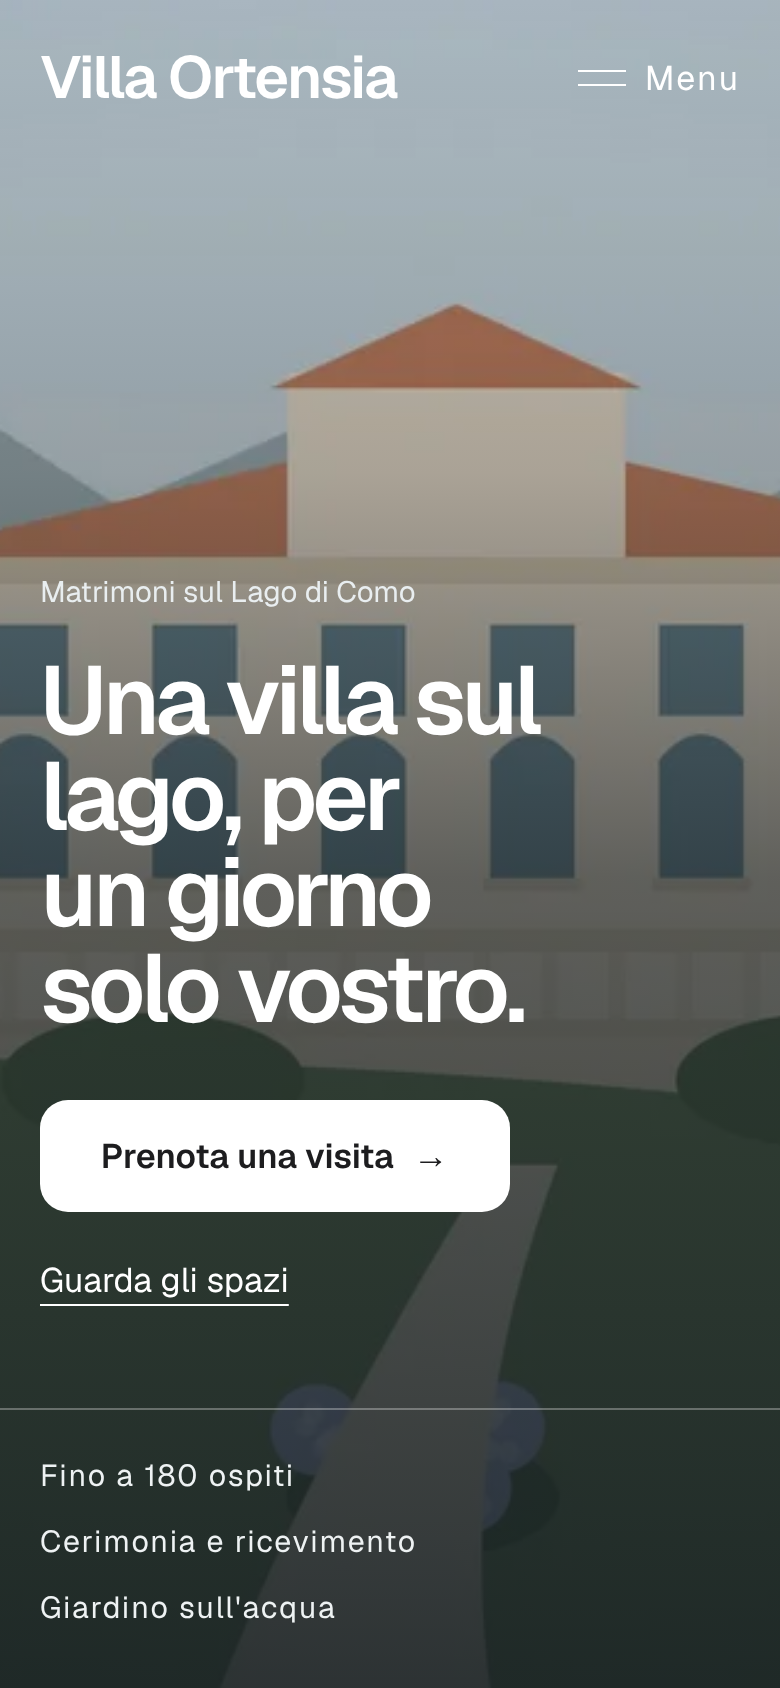 Villa Ortensia
Menu
Matrimoni sul Lago di Como
Una villa sul
lago, per
un giorno
solo vostro.
Prenota una visita →
Guarda gli spazi
Fino a 180 ospiti
Cerimonia e ricevimento
Giardino sull'acqua